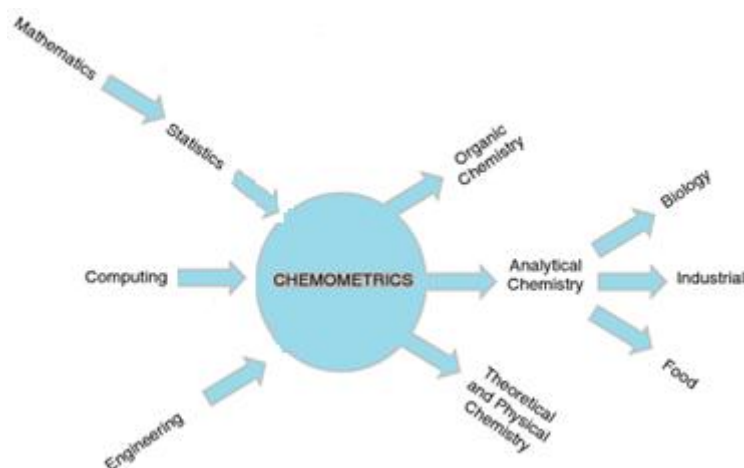 Mathematics
Statistics
Computing
Engineering
CHEMOMETRICS
Organic
Chemistry
Analytical
Chemistry
Theoretical
and Physical
Chemistry
Biology
Industrial
Food